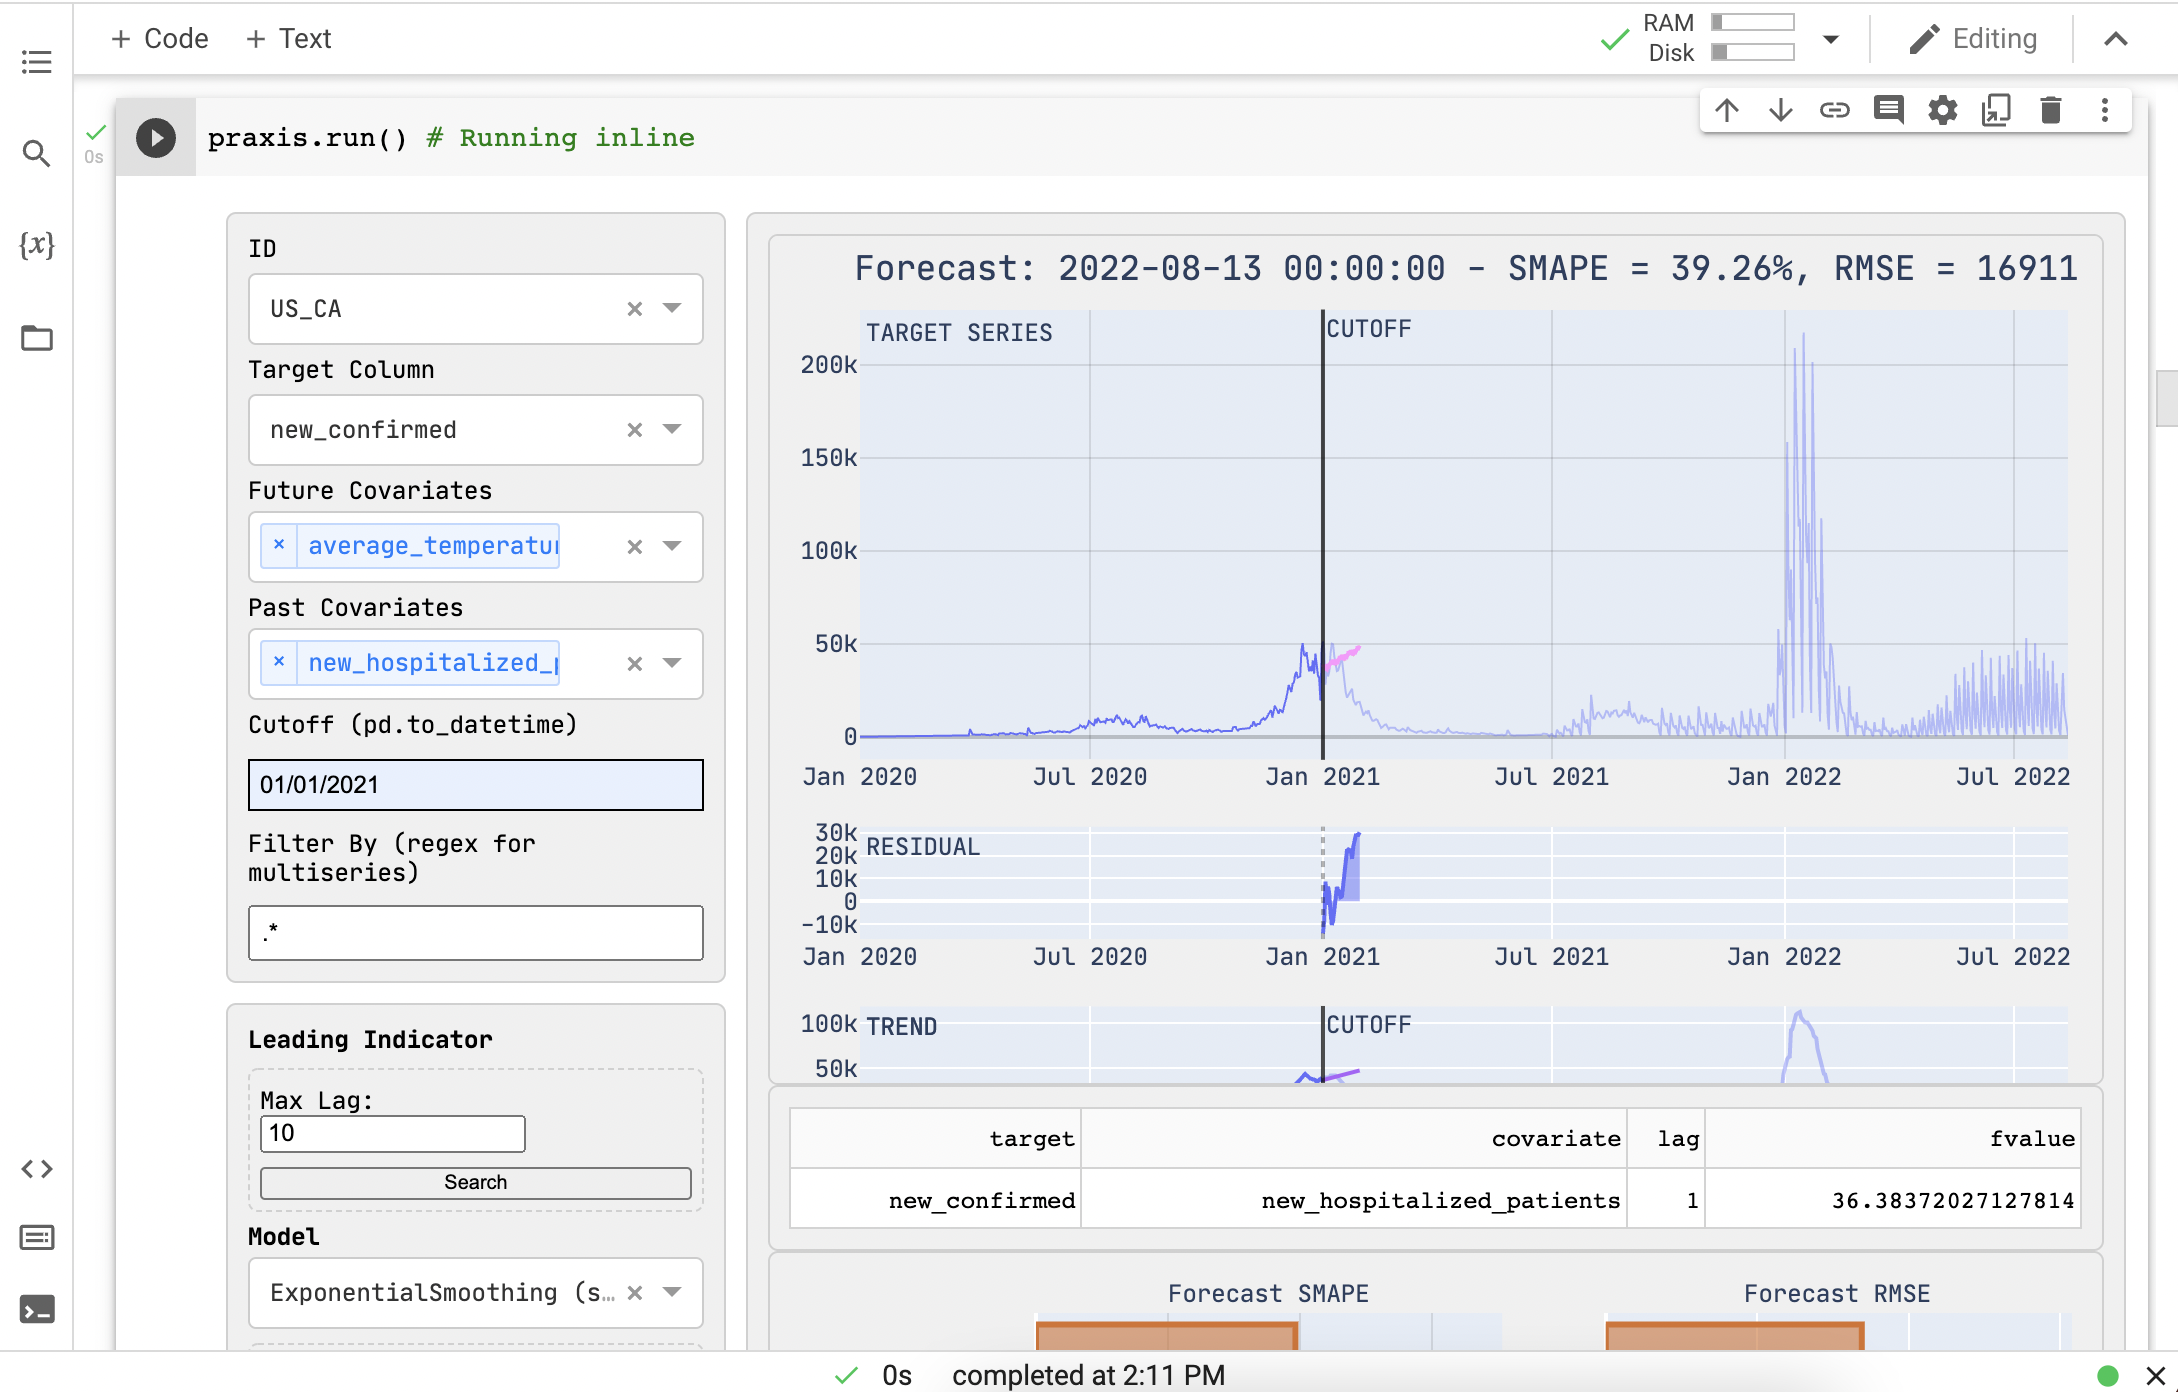 + Code + Text
RAM
Disk
Editing
{x}
0s
praxis.run() # Running inline
ID
US_CA
Target Column
new_confirmed
Future Covariates
× average_temperatur
Past Covariates
× new_hospitalized_p
Cutoff (pd.to_datetime)
01/01/2021
Filter By (regex for
multiseries)
.*
Leading Indicator
Max Lag:
10
Search
Model
ExponentialSmoothing (s…
Forecast: 2022-08-13 00:00:00 - SMAPE = 39.26%, RMSE = 16911
TARGET SERIES
CUTOFF
200k
150k
100k
50k
0
Jan 2020 Jul 2020 Jan 2021 Jul 2021 Jan 2022 Jul 2022
RESIDUAL
30k
20k
10k
0
−10k
Jan 2020 Jul 2020 Jan 2021 Jul 2021 Jan 2022 Jul 2022
TREND
CUTOFF
100k
50k
target covariate lag fvalue
new_confirmed new_hospitalized_patients 1 36.38372027127814
Forecast SMAPE Forecast RMSE
0s completed at 2:11 PM